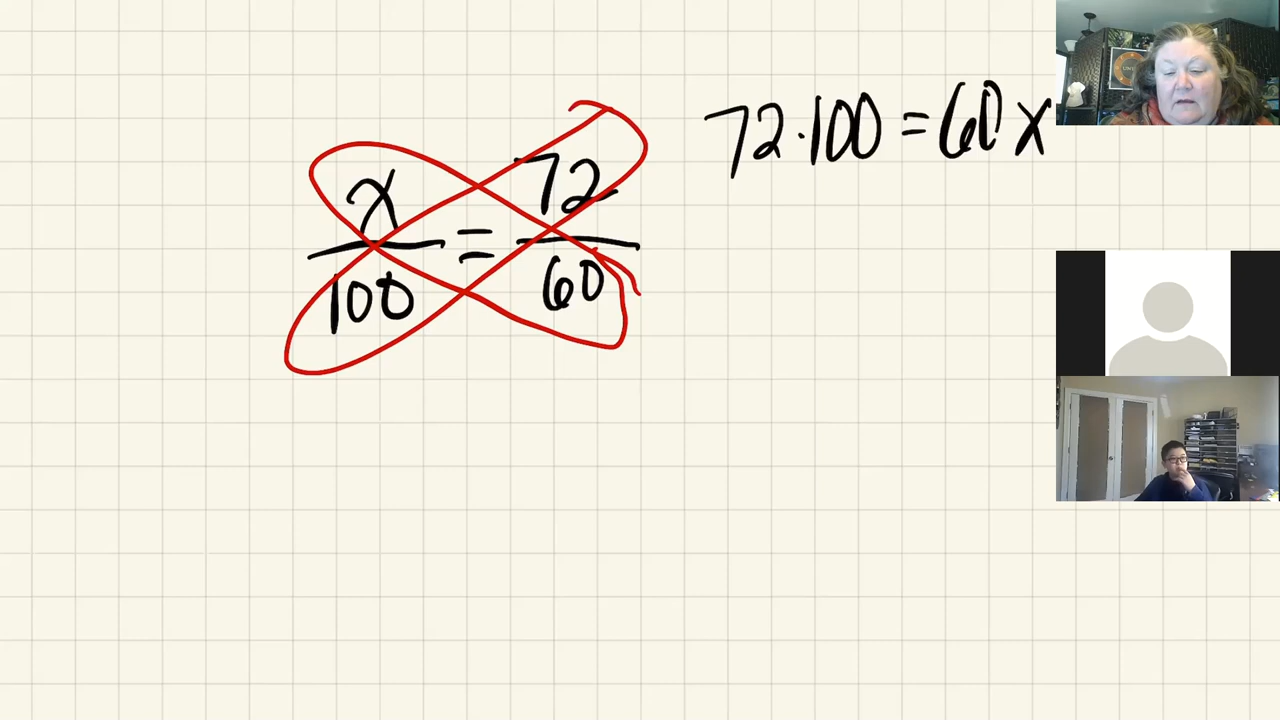 x/100 = 72/60
72·100 = 60x